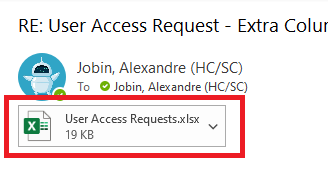 RE: User Access Request - Extra Colu
Jobin, Alexandre (HC/SC)
To Jobin, Alexandre (HC/SC)
User Access Requests.xlsx
19 KB